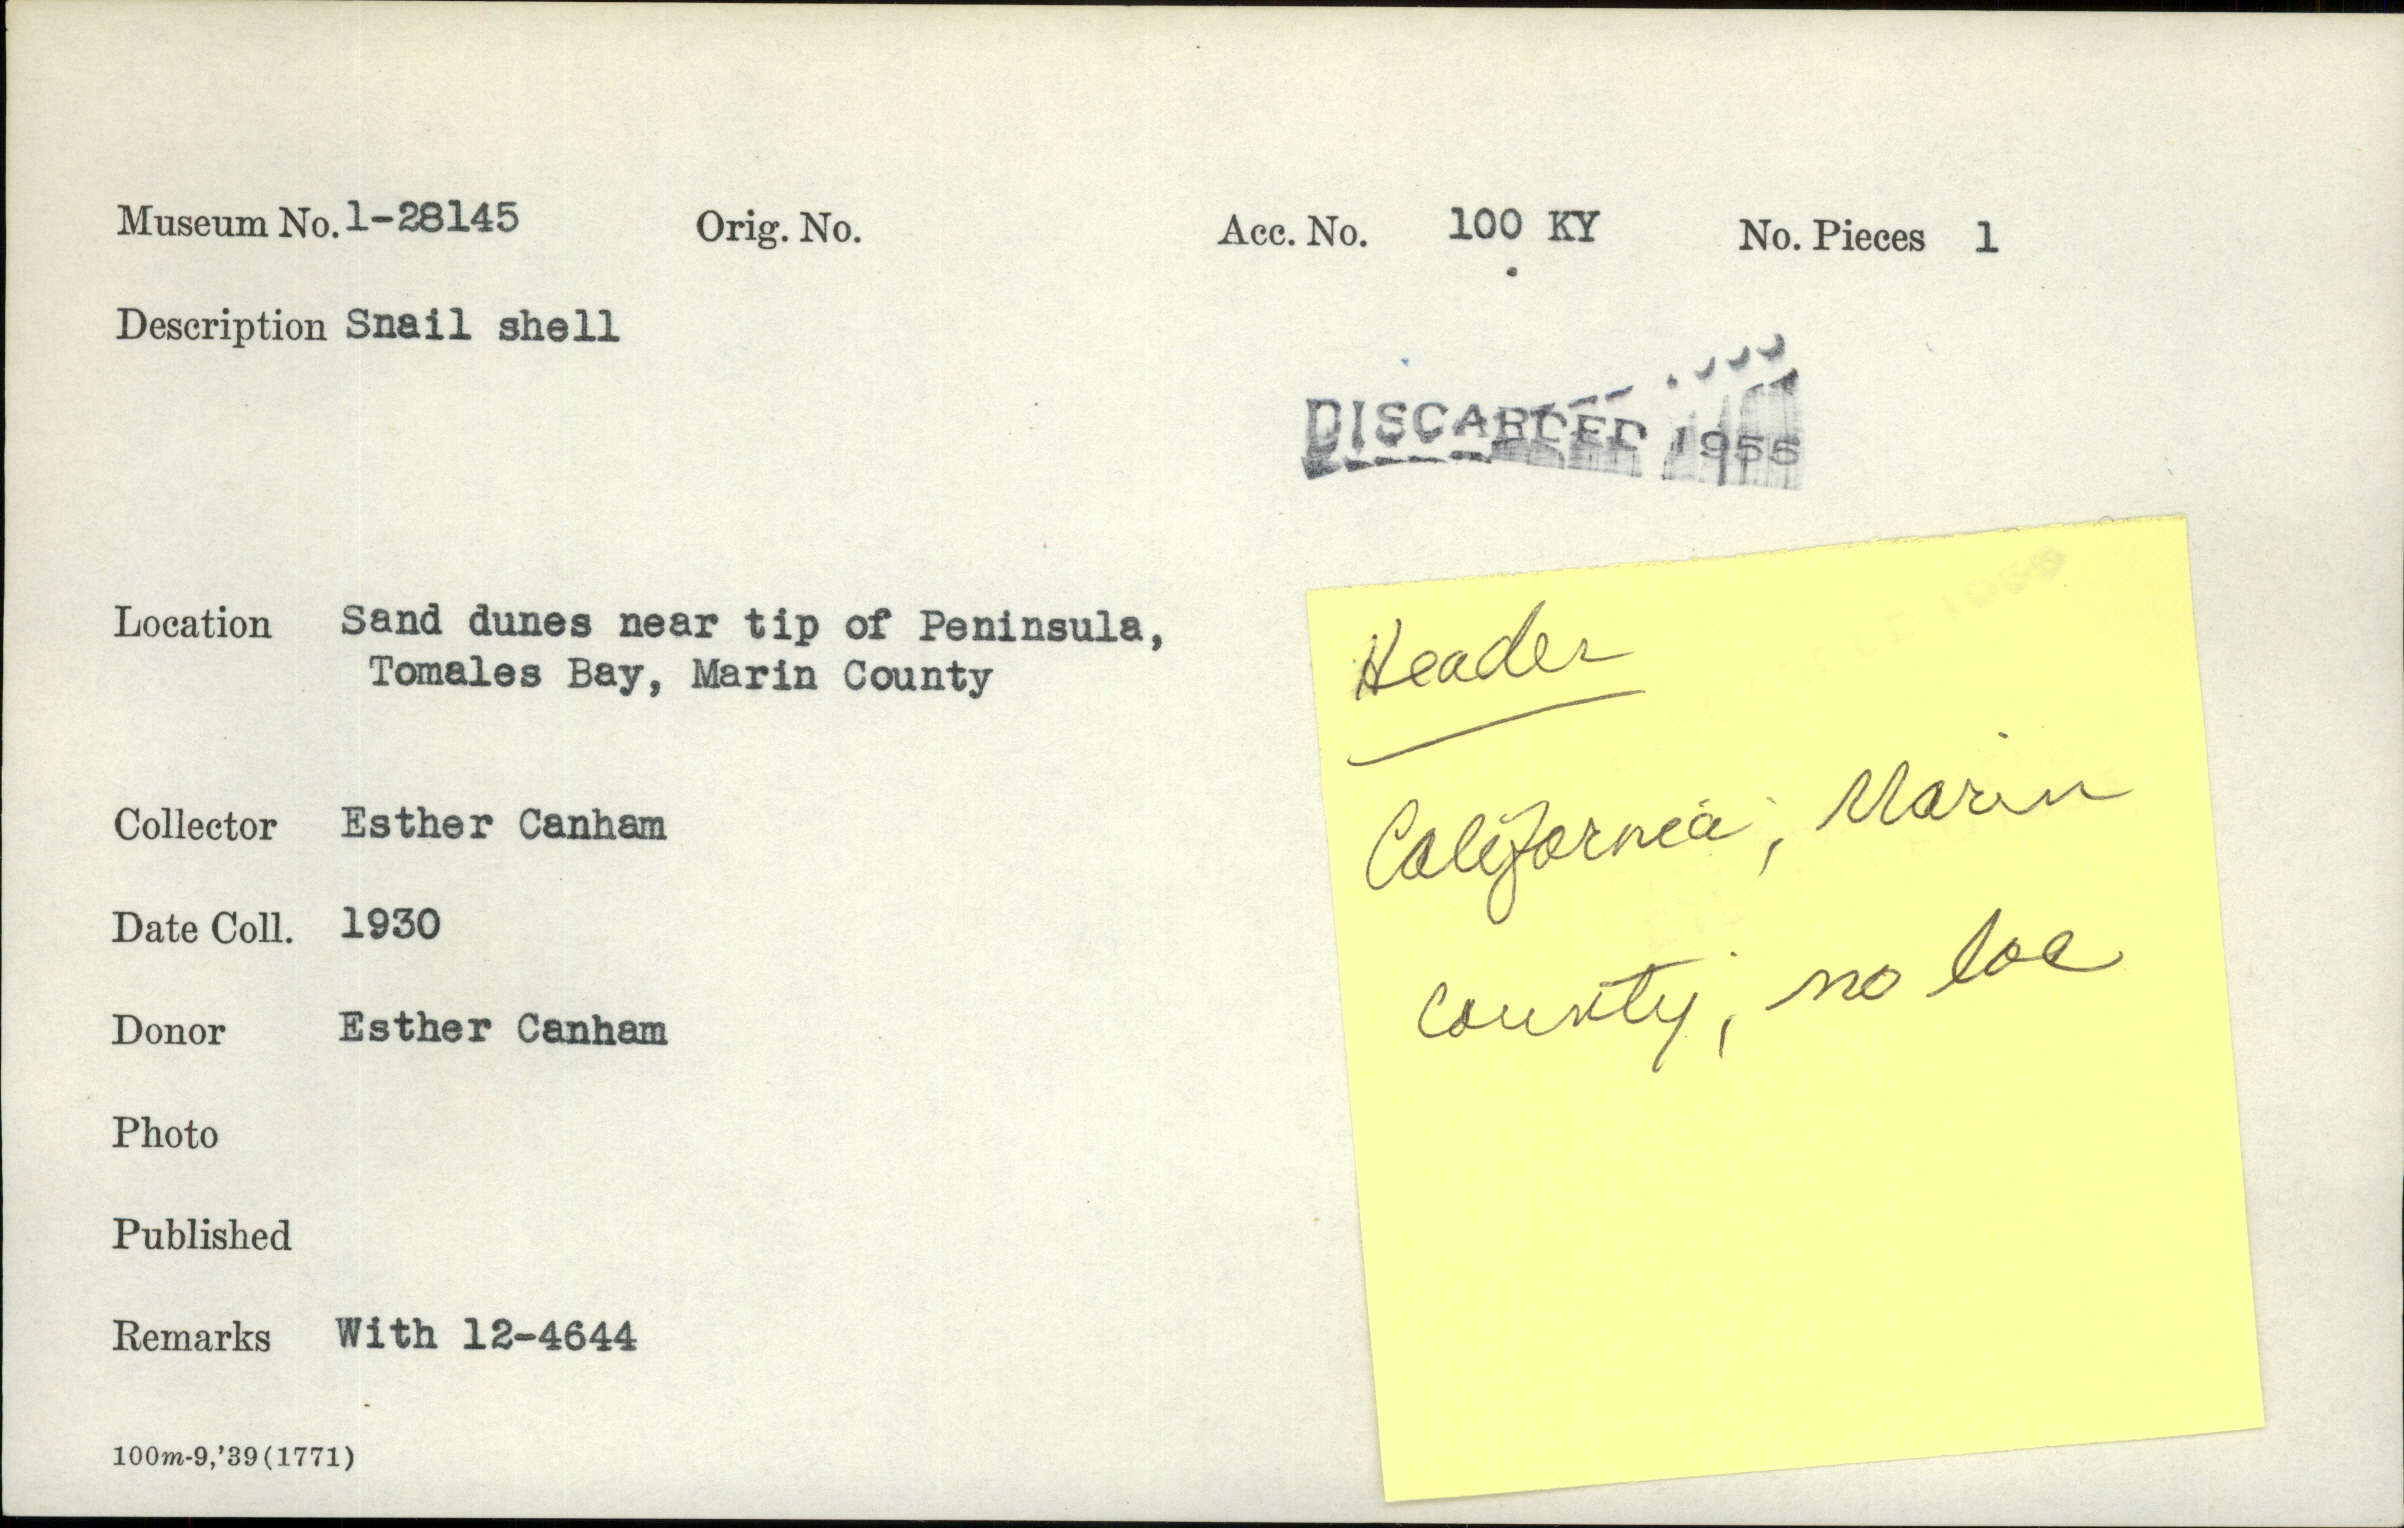 Museum No. 1-28145 Orig. No. Acc. No. 100 KY No. Pieces 1
Description Snail shell
DISCARDED 1955
Location Sand dunes near tip of Peninsula,
Tomales Bay, Marin County
Collector Esther Canham
Date Coll. 1930
Donor Esther Canham
Photo
Published
Remarks With 12-4644
100m-9,'39(1771)
Header
California, Marin
County, no loc